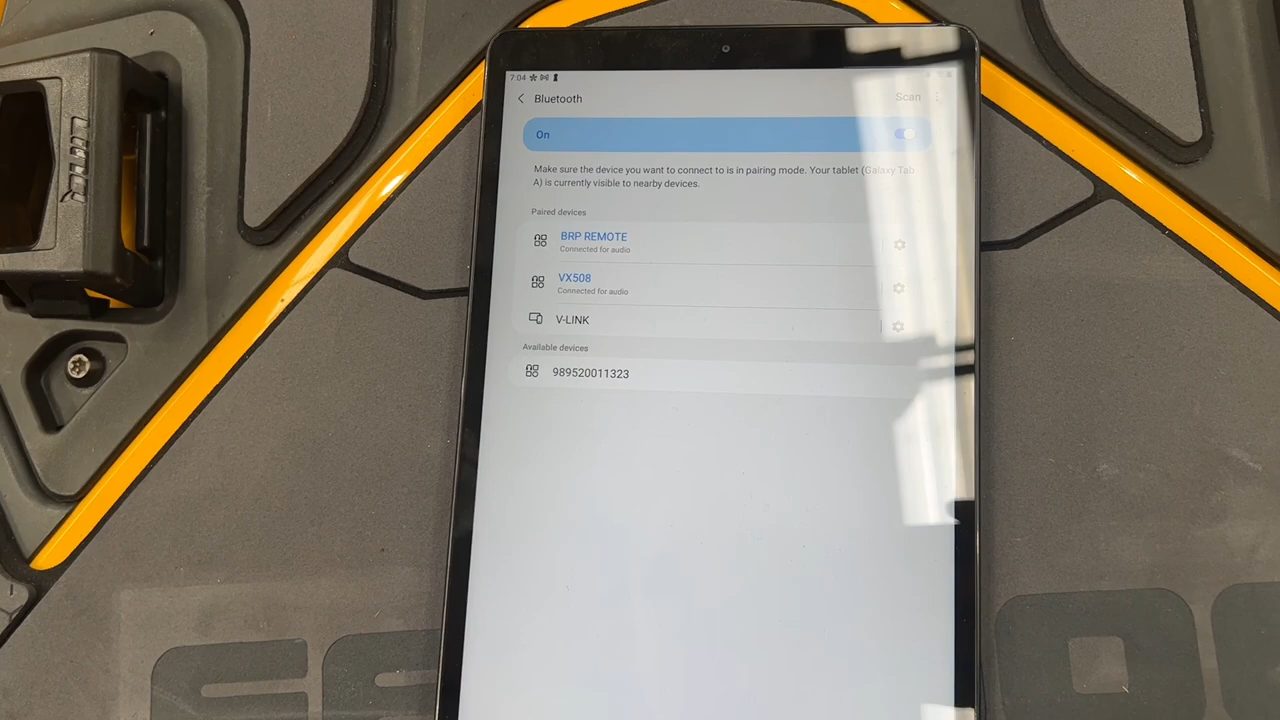 7:04
Bluetooth
Scan
On
Make sure the device you want to connect to is in pairing mode. Your tablet (Galaxy Tab
A) is currently visible to nearby devices.
Paired devices
BRP REMOTE
Connected for audio
VX508
Connected for audio
V-LINK
Available devices
989520011323